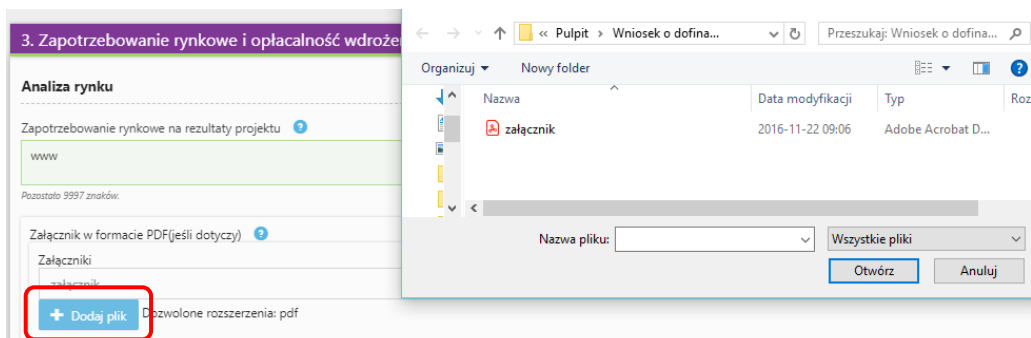 3. Zapotrzebowanie rynkowe i opłacalność wdroże
Analiza rynku
Zapotrzebowanie rynkowe na rezultaty projektu ?
www
Pozostało 9997 znaków.
Załącznik w formacie PDF(jeśli dotyczy) ?
Załączniki
załącznik
+ Dodaj plik
Dozwolone rozszerzenia: pdf
« Pulpit > Wniosek o dofina...
Przeszukaj: Wniosek o dofina...
Organizuj
Nowy folder
?
Nazwa
Data modyfikacji
Typ
Roz
załącznik
2016-11-22 09:06
Adobe Acrobat D...
Nazwa pliku:
Wszystkie pliki
Otwórz
Anuluj